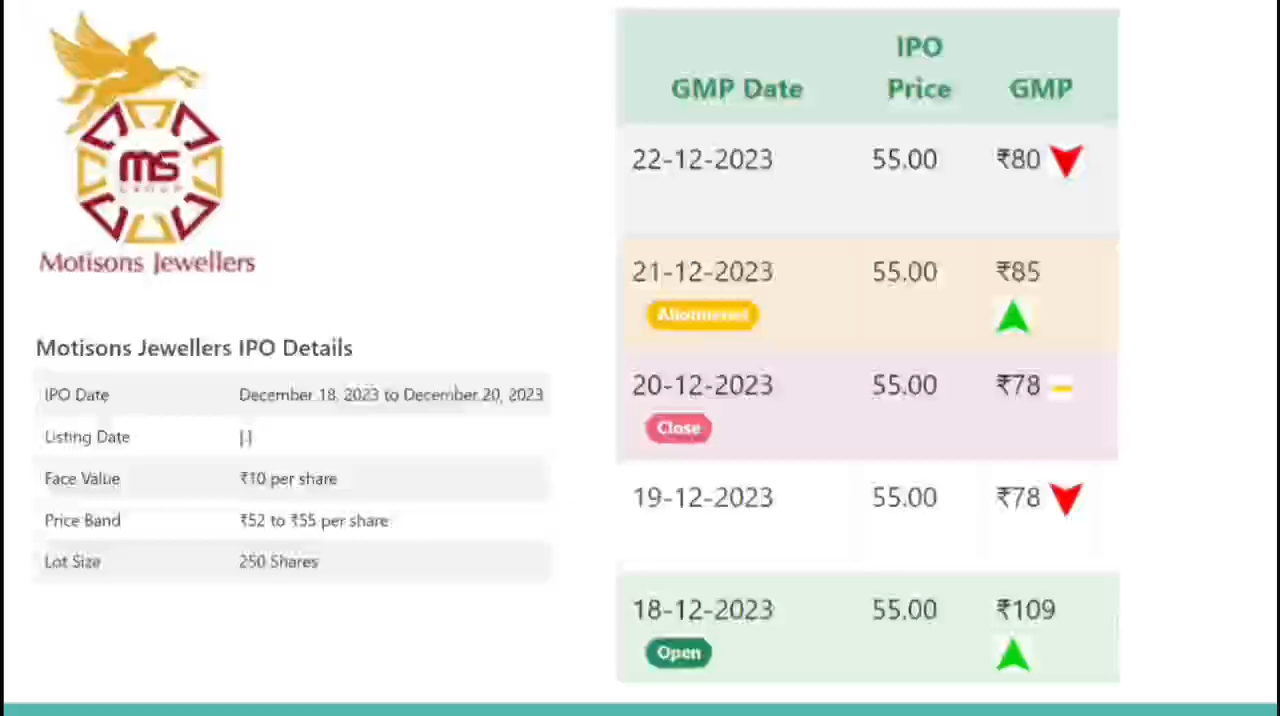 MS
GROUP
Motisons Jewellers
Motisons Jewellers IPO Details
IPO Date December 18, 2023 to December 20, 2023
Listing Date [.]
Face Value ₹10 per share
Price Band ₹52 to ₹55 per share
Lot Size 250 Shares
GMP Date IPO Price GMP
22-12-2023 55.00 ₹80
21-12-2023 55.00 ₹85
20-12-2023 55.00 ₹78
Close
19-12-2023 55.00 ₹78
18-12-2023 55.00 ₹109
Open